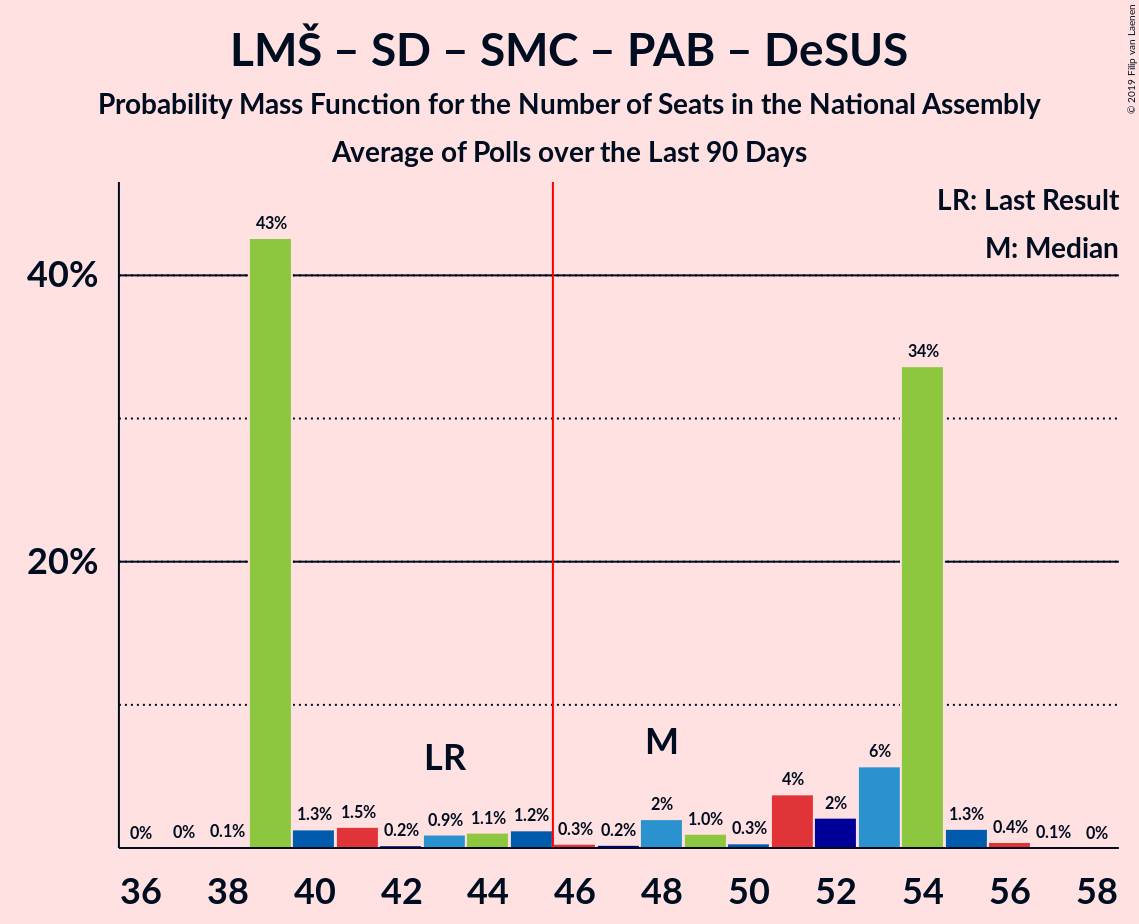 LMŠ – SD – SMC – PAB – DeSUS
Probability Mass Function for the Number of Seats in the National Assembly
Average of Polls over the Last 90 Days
© 2019 Filip van Laenen
LR: Last Result
M: Median
40%
20%
43%
34%
LR
M
0%
0%
0.1%
1.3%
1.5%
0.2%
0.9%
1.1%
1.2%
0.3%
0.2%
2%
1.0%
0.3%
4%
2%
6%
1.3%
0.4%
0.1%
0%
36 38 40 42 44 46 48 50 52 54 56 58